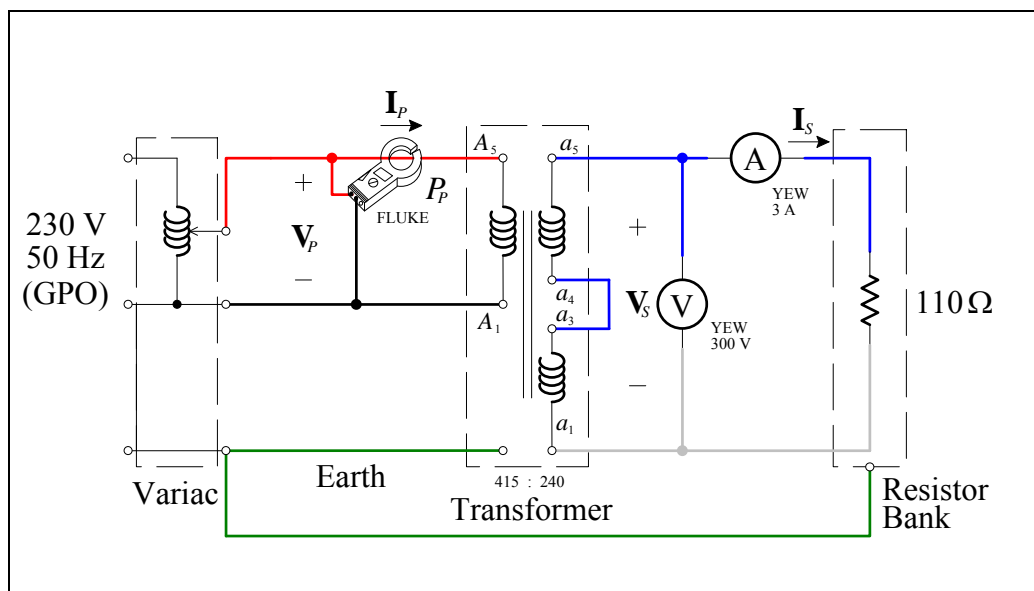 I_P
I_S
A_5
a_5
+
P_P
A
YEW
3 A
FLUKE
230 V
50 Hz
(GPO)
V_P
+
−
a_4
a_3
A_1
V_S
V
YEW
300 V
110 Ω
−
a_1
Earth
415 : 240
Variac
Transformer
Resistor
Bank